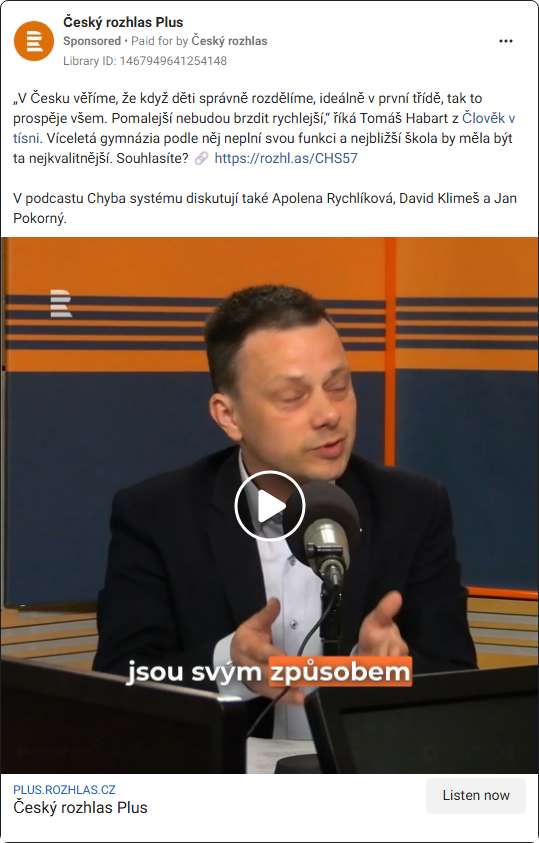 Český rozhlas Plus
Sponsored • Paid for by Český rozhlas
Library ID: 1467949641254148
„V Česku věříme, že když děti správně rozdělíme, ideálně v první třídě, tak to
prospěje všem. Pomalejší nebudou brzdit rychlejší,“ říká Tomáš Habart z Člověk v
tísni. Víceletá gymnázia podle něj neplní svou funkci a nejbližší škola by měla být
ta nejkvalitnější. Souhlasíte? 🔗 https://rozhl.as/CHS57
V podcastu Chyba systému diskutují také Apolena Rychlíková, David Klimeš a Jan
Pokorný.
jsou svým způsobem
PLUS.ROZHLAS.CZ
Český rozhlas Plus
Listen now